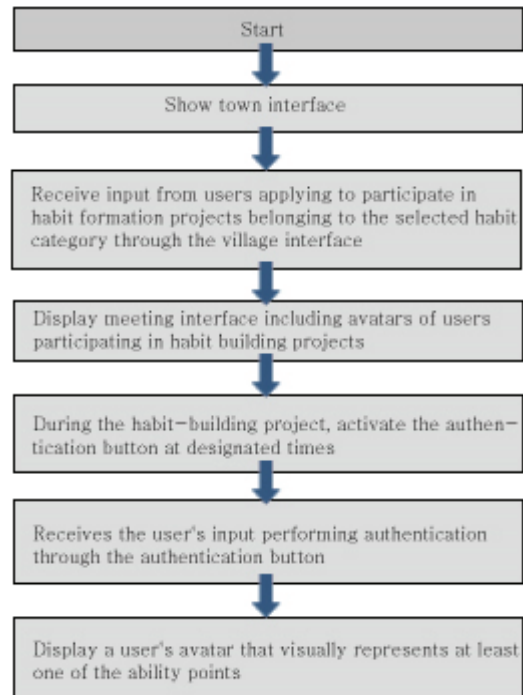 Start
Show town interface
Receive input from users applying to participate in
habit formation projects belonging to the selected habit
category through the village interface
Display meeting interface including avatars of users
participating in habit building projects
During the habit-building project, activate the authen-
tication button at designated times
Receives the user's input performing authentication
through the authentication button
Display a user's avatar that visually represents at least
one of the ability points